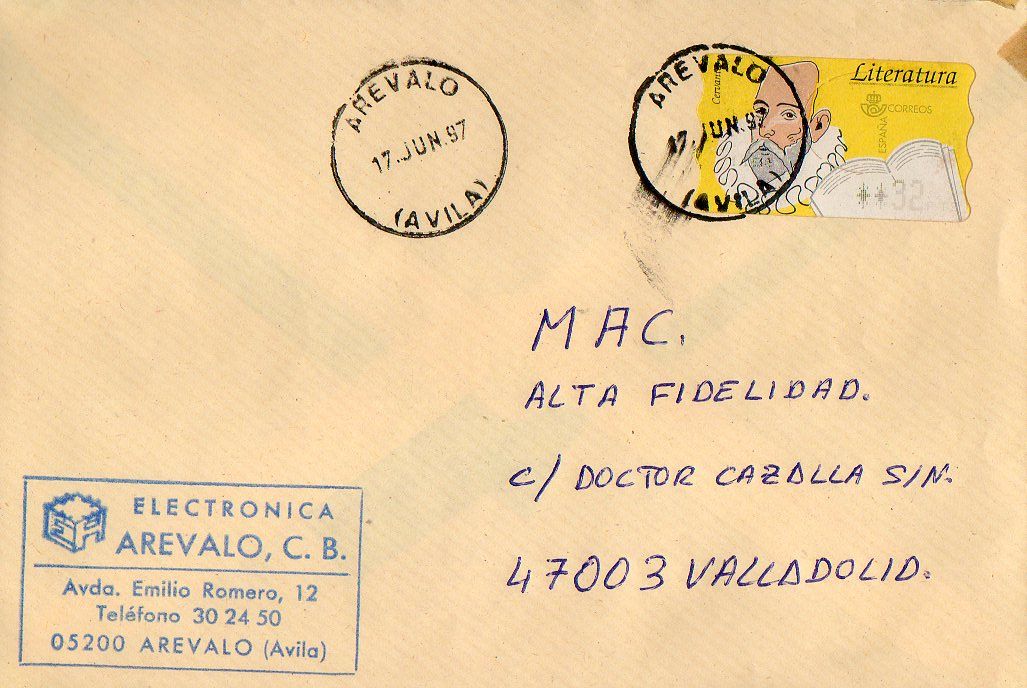 AREVALO
17.JUN.97
(AVILA)
AREVALO
17.JUN.97
(AVILA)
Cervantes
Literatura
CORREOS
ESPAÑA
**32
MAC.
ALTA FIDELIDAD.
C/ DOCTOR CAZALLA S/N.
47003 VALLADOLID.
ELECTRONICA
AREVALO, C. B.
Avda. Emilio Romero, 12
Teléfono 30 24 50
05200 AREVALO (Avila)